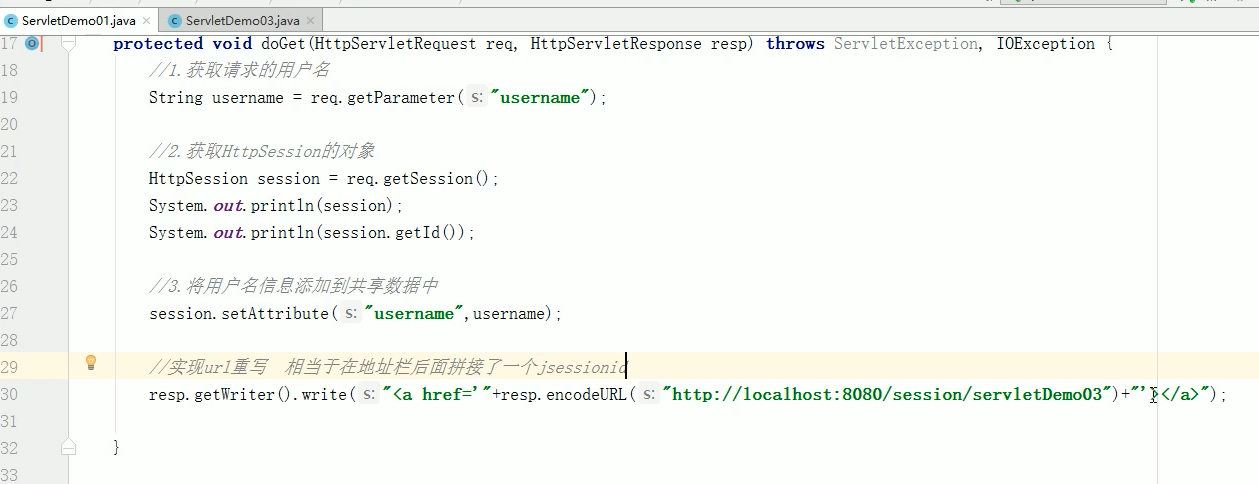 ServletDemo01.java × ServletDemo03.java ×
17 protected void doGet(HttpServletRequest req, HttpServletResponse resp) throws ServletException, IOException {
18 //1.获取请求的用户名
19 String username = req.getParameter( s: "username");
20
21 //2.获取HttpSession的对象
22 HttpSession session = req.getSession();
23 System.out.println(session);
24 System.out.println(session.getId());
25
26 //3.将用户名信息添加到共享数据中
27 session.setAttribute( s: "username",username);
28
29 //实现url重写 相当于在地址栏后面拼接了一个jsessionid
30 resp.getWriter().write( s: "<a href='"+resp.encodeURL( s: "http://localhost:8080/session/servletDemo03")+"'></a>");
31
32 }
33